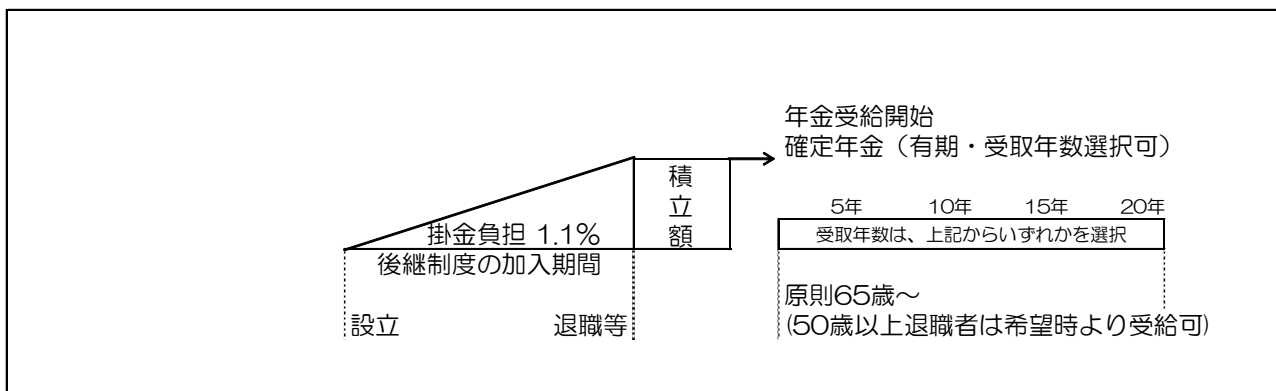 年金受給開始
確定年金（有期・受取年数選択可）
積立額
5年 10年 15年 20年
掛金負担 1.1%
受取年数は、上記からいずれかを選択
後継制度の加入期間
原則65歳～
設立 退職等
(50歳以上退職者は希望時より受給可)